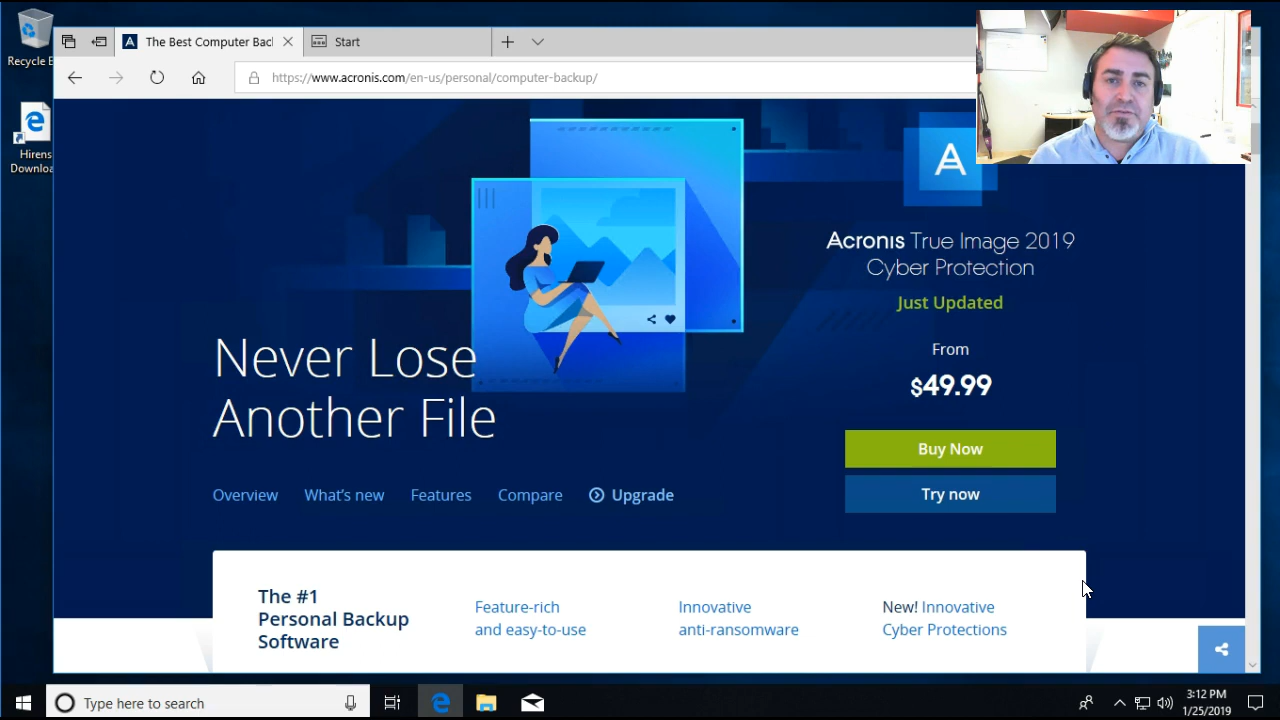 Recycle B
Hirens
Downloa
The Best Computer Bac
Start
https://www.acronis.com/en-us/personal/computer-backup/
A
Acronis True Image 2019
Cyber Protection
Just Updated
From
$49.99
Buy Now
Try now
Never Lose
Another File
Overview
What's new
Features
Compare
Upgrade
The #1
Personal Backup
Software
Feature-rich
and easy-to-use
Innovative
anti-ransomware
New! Innovative
Cyber Protections
Type here to search
3:12 PM
1/25/2019